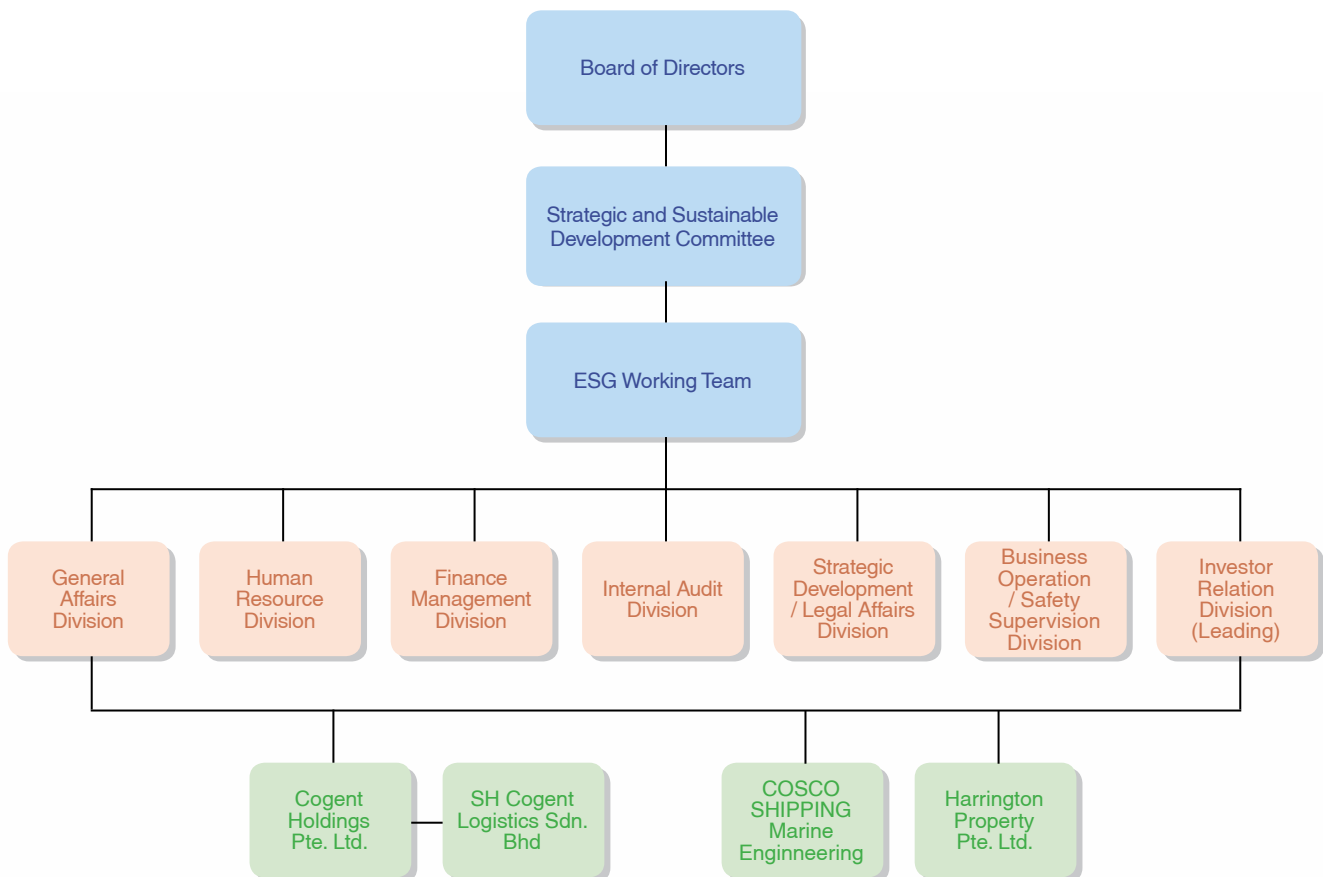 Board of Directors
Strategic and Sustainable
Development Committee
ESG Working Team
General
Affairs
Division
Human
Resource
Division
Finance
Management
Division
Internal Audit
Division
Strategic
Development
/ Legal Affairs
Division
Business
Operation
/ Safety
Supervision
Division
Investor
Relation
Division
(Leading)
Cogent
Holdings
Pte. Ltd.
SH Cogent
Logistics Sdn.
Bhd
COSCO
SHIPPING
Marine
Enginneering
Harrington
Property
Pte. Ltd.